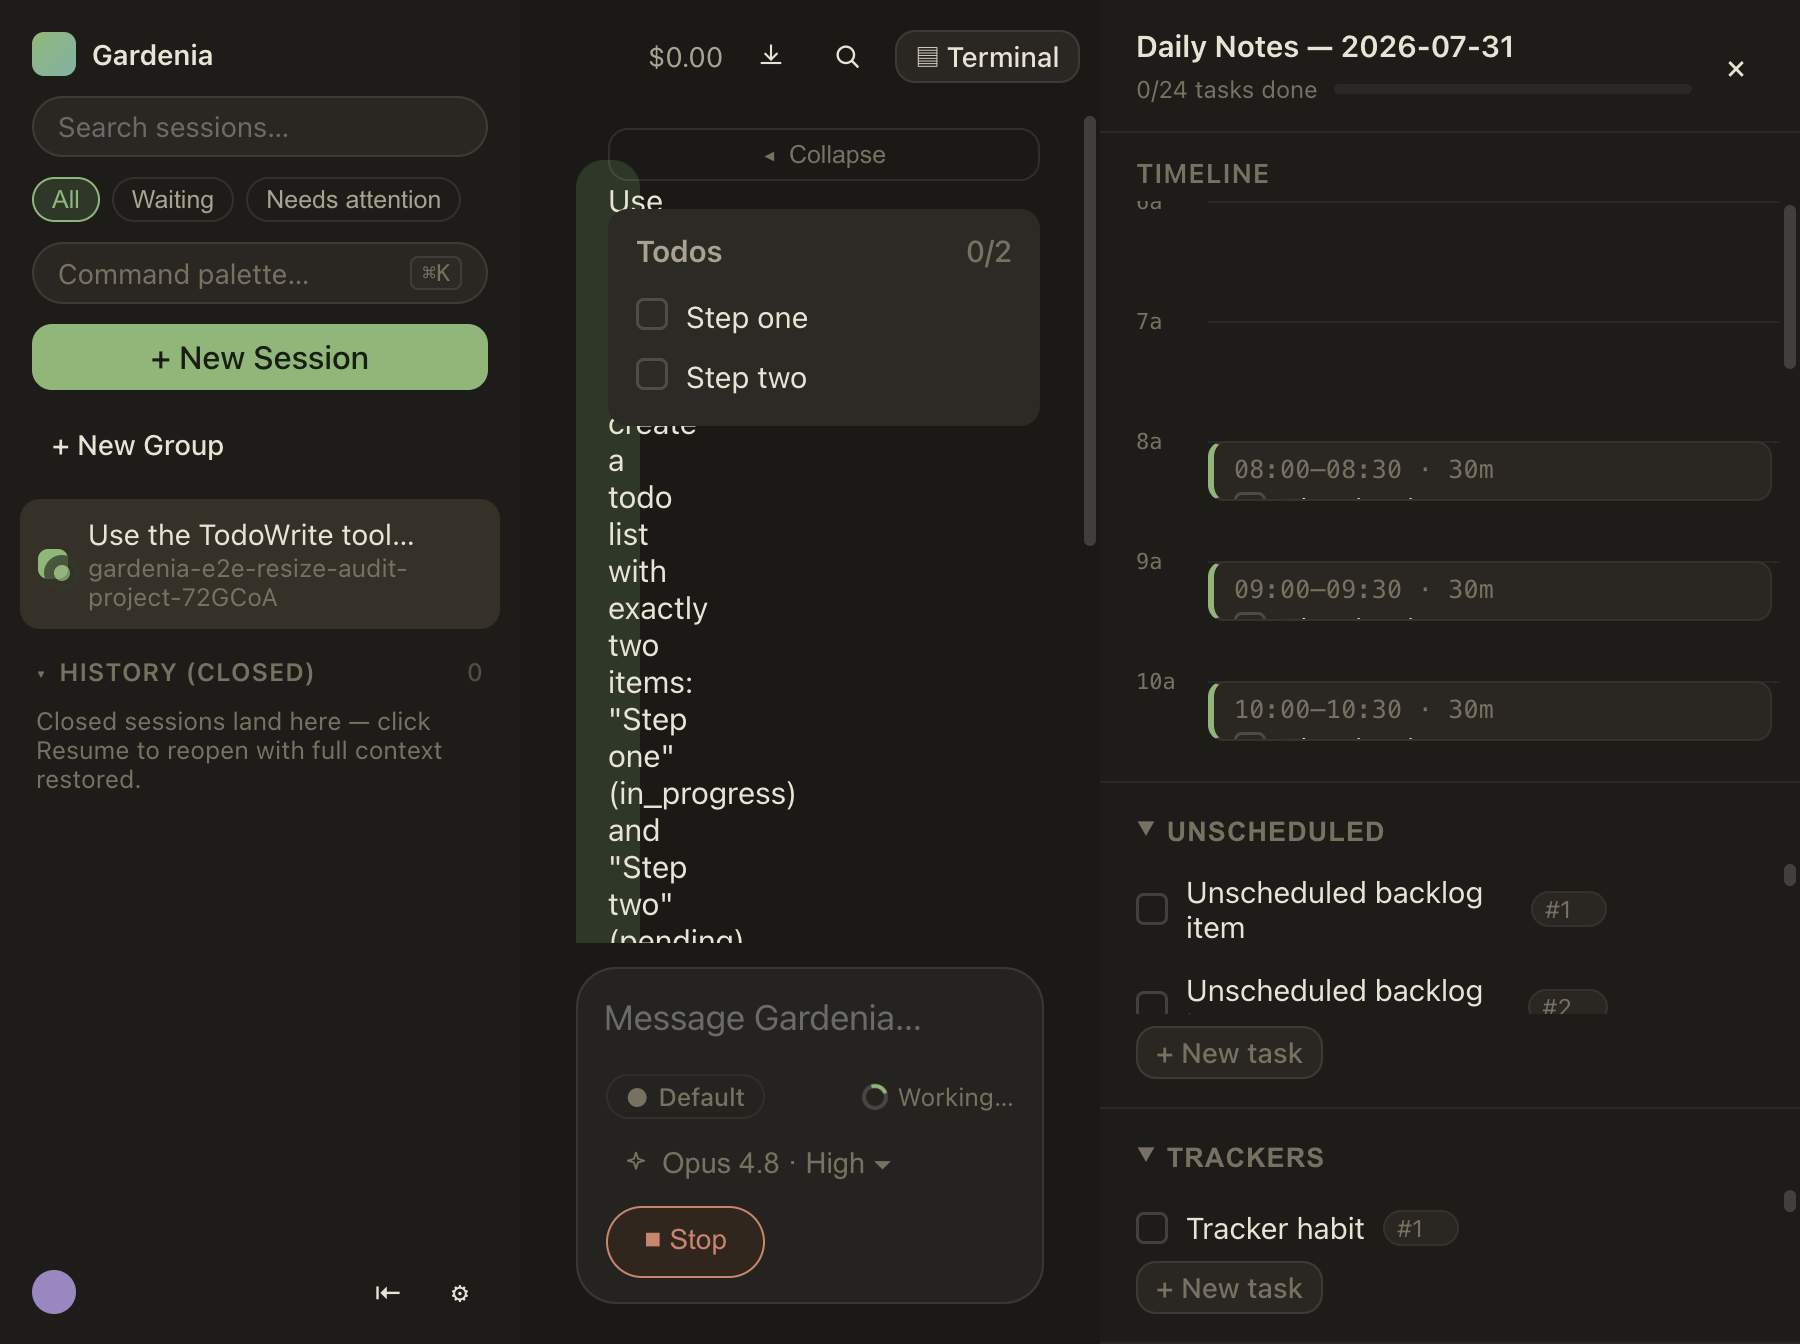 Gardenia
Search sessions...
All
Waiting
Needs attention
Command palette...
⌘K
+ New Session
+ New Group
Use the TodoWrite tool...
gardenia-e2e-resize-audit-
project-72GCoA
HISTORY (CLOSED) 0
Closed sessions land here — click
Resume to reopen with full context
restored.
$0.00
Terminal
Collapse
Use
Todos 0/2
Step one
Step two
create
a
todo
list
with
exactly
two
items:
"Step
one"
(in_progress)
and
"Step
two"
(pending)
Message Gardenia...
Default
Working...
Opus 4.8 · High
Stop
Daily Notes — 2026-07-31
0/24 tasks done
TIMELINE
6a
7a
8a
08:00–08:30 · 30m
9a
09:00–09:30 · 30m
10a
10:00–10:30 · 30m
UNSCHEDULED
Unscheduled backlog
item
#1
Unscheduled backlog
#2
+ New task
TRACKERS
Tracker habit
#1
+ New task